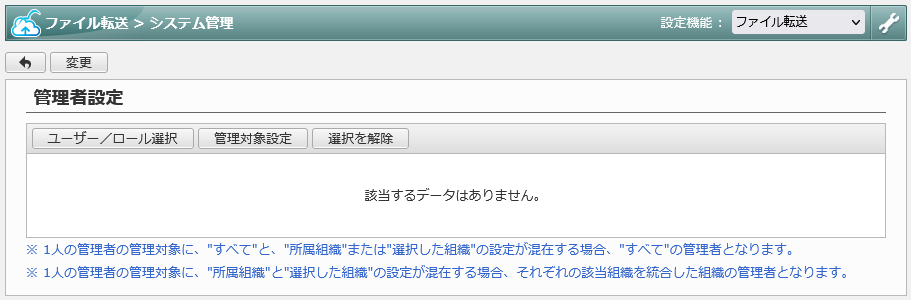 ファイル転送 > システム管理
設定機能： ファイル転送
変更
管理者設定
ユーザー／ロール選択 管理対象設定 選択を解除
該当するデータはありません。
※ 1人の管理者の管理対象に、"すべて"と、"所属組織"または"選択した組織"の設定が混在する場合、"すべて"の管理者となります。
※ 1人の管理者の管理対象に、"所属組織"と"選択した組織"の設定が混在する場合、それぞれの該当組織を統合した組織の管理者となります。